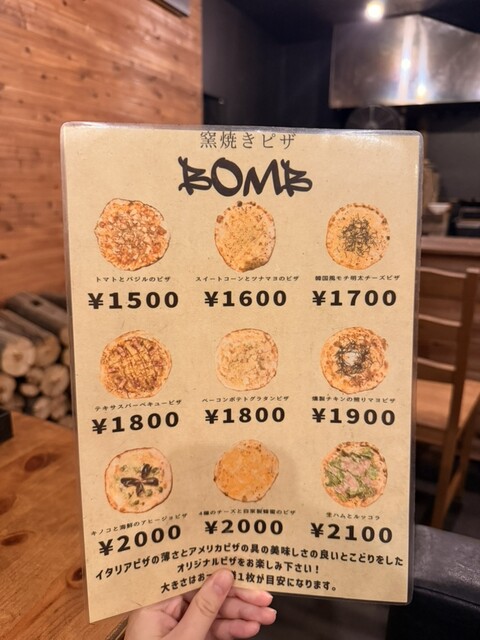 窯焼きピザ
BOMB
トマトとバジルのピザ
¥1500
スイートコーンとツナマヨのピザ
¥1600
韓国風モチ明太チーズピザ
¥1700
テキサスバーベキューピザ
¥1800
ベーコンポテトグラタンピザ
¥1800
燻製チキンの照りマヨピザ
¥1900
キノコと海鮮のアヒージョピザ
¥2000
4種のチーズと自家製蜂蜜のピザ
¥2000
生ハムとルッコラ
¥2100
イタリアピザの薄さとアメリカピザの具の美味しさの良いとこどりをした
オリジナルピザをお楽しみ下さい！
大きさはお 1枚が目安になります。